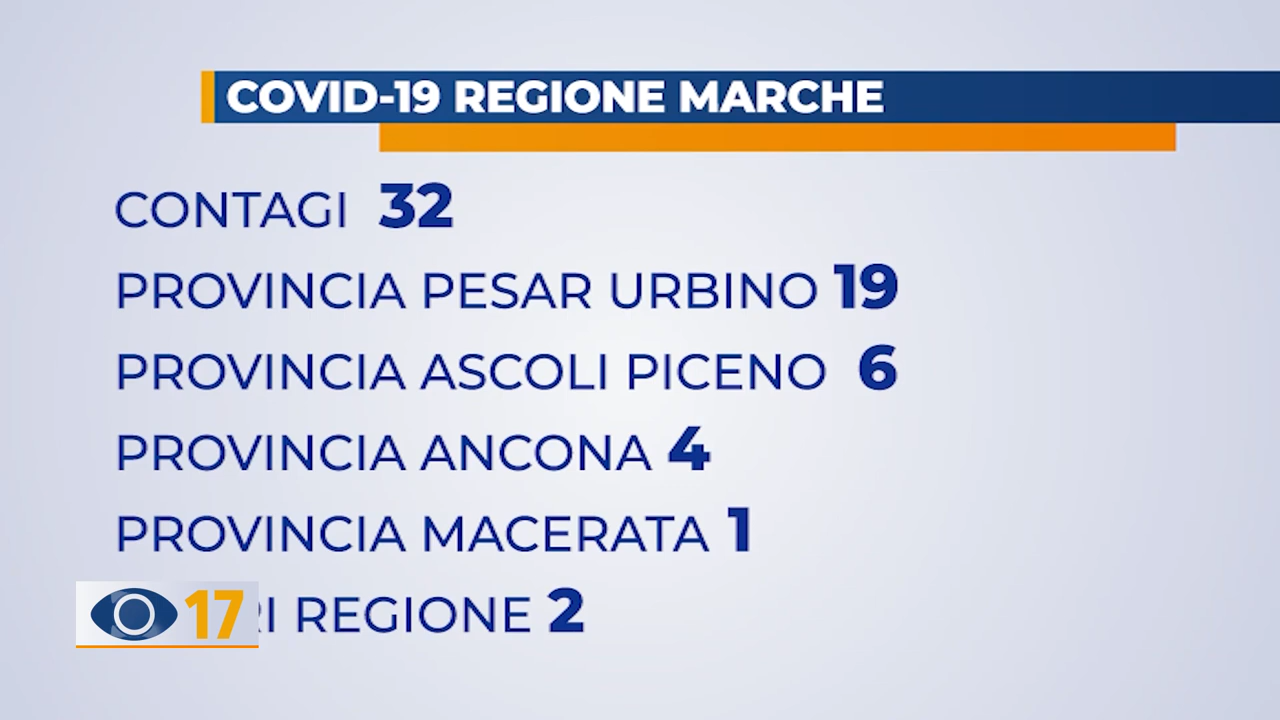 COVID-19 REGIONE MARCHE
CONTAGI 32
PROVINCIA PESAR URBINO 19
PROVINCIA ASCOLI PICENO 6
PROVINCIA ANCONA 4
PROVINCIA MACERATA 1
REGIONE 2
17